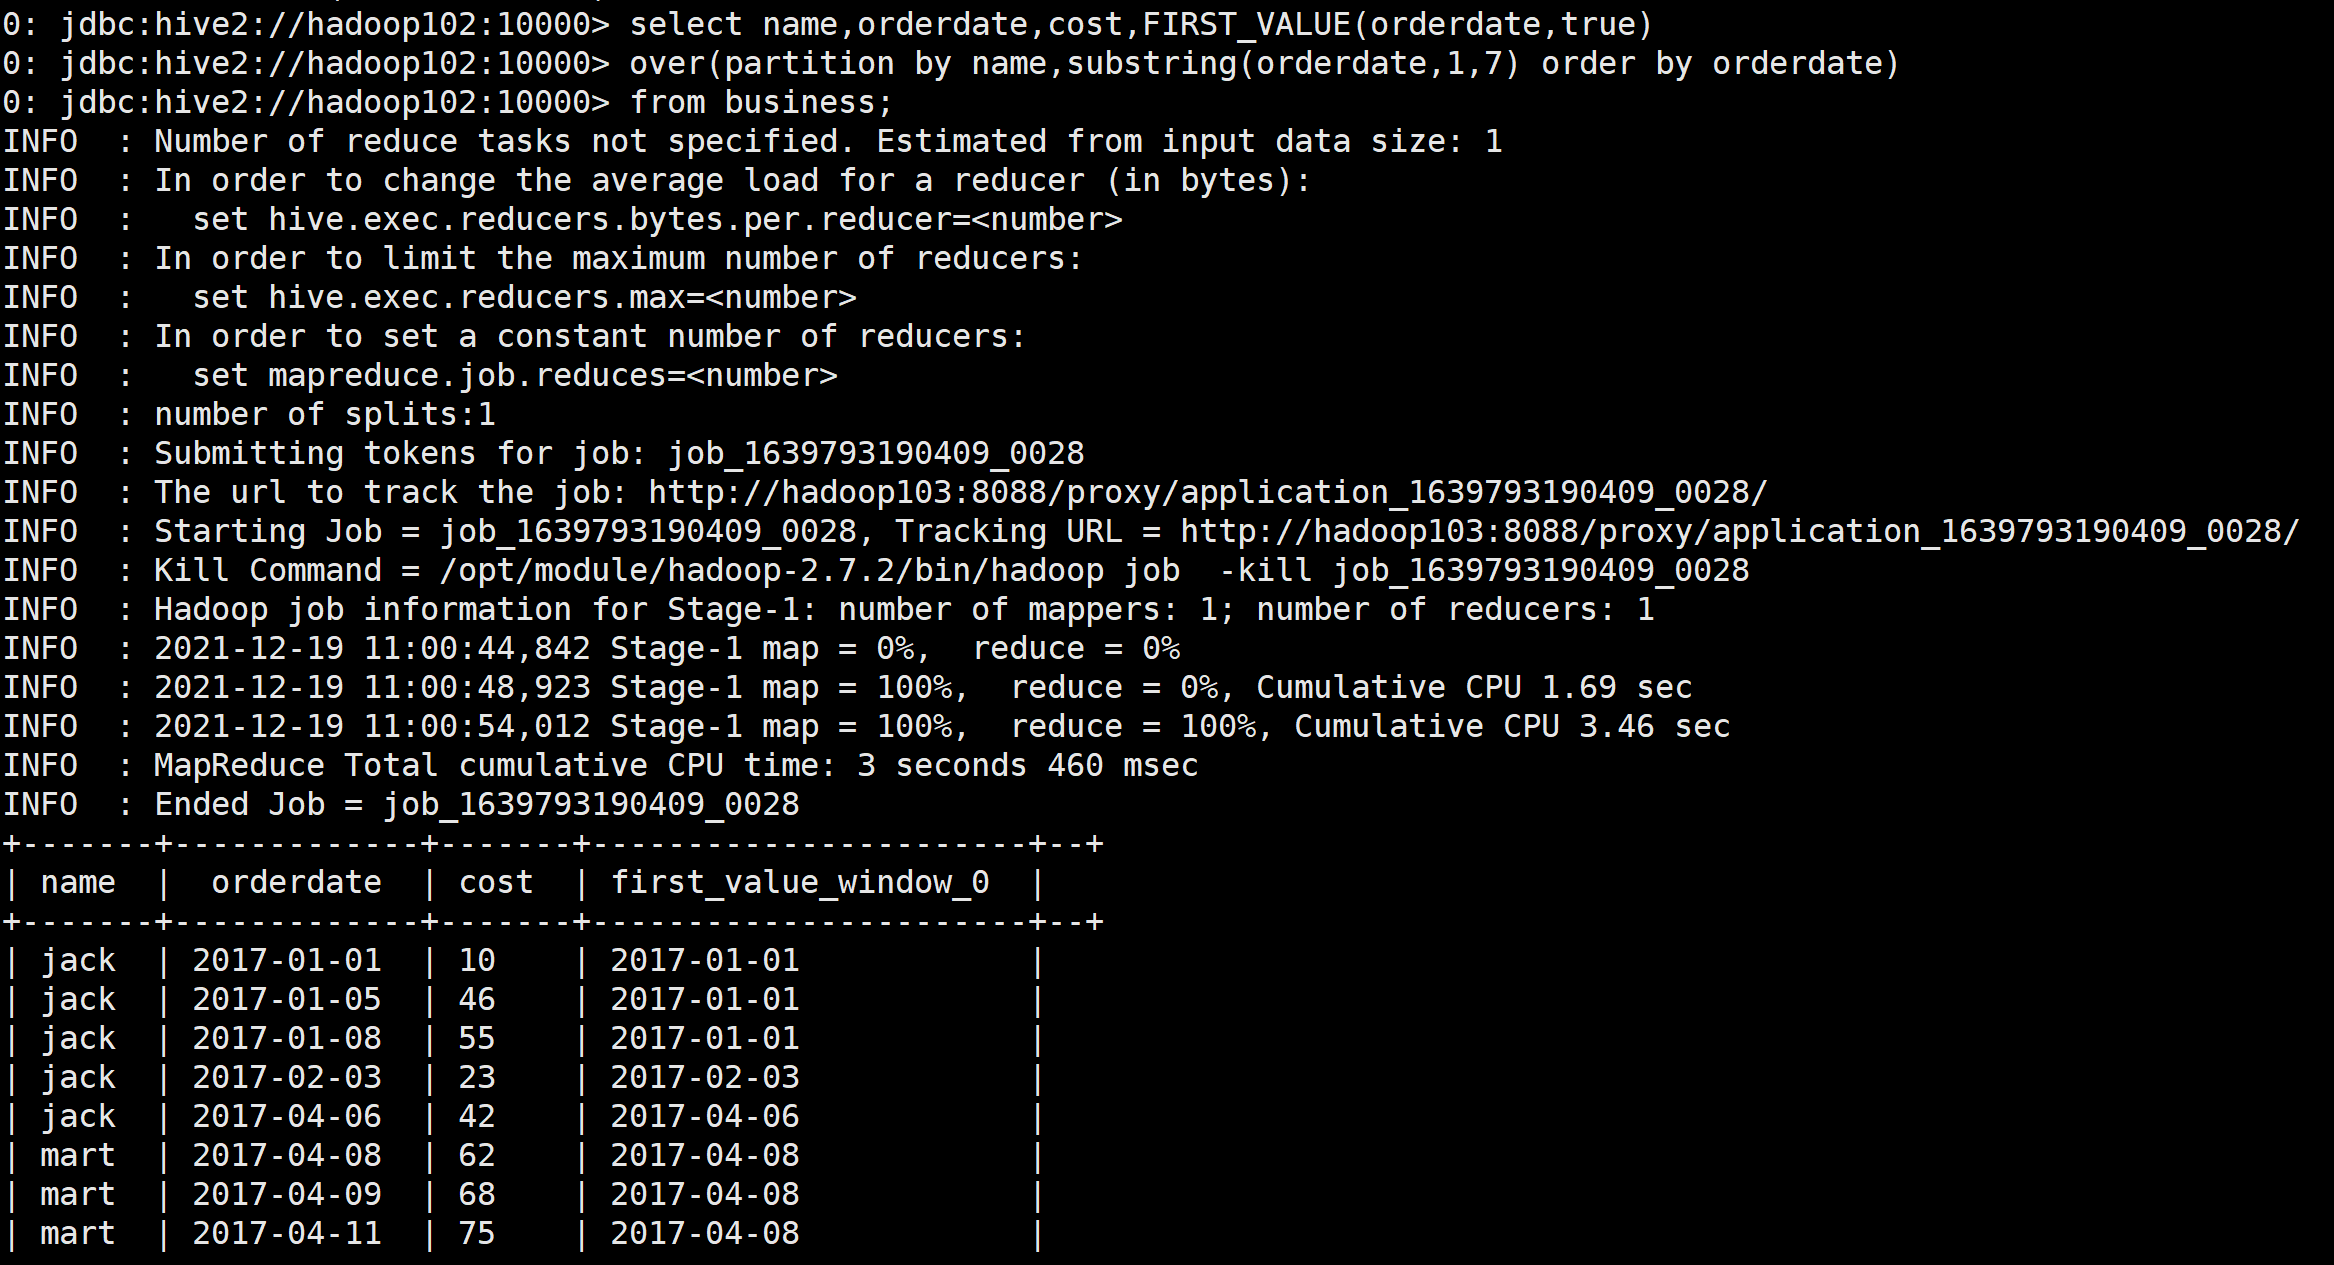 0: jdbc:hive2://hadoop102:10000> select name,orderdate,cost,FIRST_VALUE(orderdate,true)
0: jdbc:hive2://hadoop102:10000> over(partition by name,substring(orderdate,1,7) order by orderdate)
0: jdbc:hive2://hadoop102:10000> from business;
INFO  : Number of reduce tasks not specified. Estimated from input data size: 1
INFO  : In order to change the average load for a reducer (in bytes):
INFO  :   set hive.exec.reducers.bytes.per.reducer=<number>
INFO  : In order to limit the maximum number of reducers:
INFO  :   set hive.exec.reducers.max=<number>
INFO  : In order to set a constant number of reducers:
INFO  :   set mapreduce.job.reduces=<number>
INFO  : number of splits:1
INFO  : Submitting tokens for job: job_1639793190409_0028
INFO  : The url to track the job: http://hadoop103:8088/proxy/application_1639793190409_0028/
INFO  : Starting Job = job_1639793190409_0028, Tracking URL = http://hadoop103:8088/proxy/application_1639793190409_0028/
INFO  : Kill Command = /opt/module/hadoop-2.7.2/bin/hadoop job  -kill job_1639793190409_0028
INFO  : Hadoop job information for Stage-1: number of mappers: 1; number of reducers: 1
INFO  : 2021-12-19 11:00:44,842 Stage-1 map = 0%,  reduce = 0%
INFO  : 2021-12-19 11:00:48,923 Stage-1 map = 100%,  reduce = 0%, Cumulative CPU 1.69 sec
INFO  : 2021-12-19 11:00:54,012 Stage-1 map = 100%,  reduce = 100%, Cumulative CPU 3.46 sec
INFO  : MapReduce Total cumulative CPU time: 3 seconds 460 msec
INFO  : Ended Job = job_1639793190409_0028
+-------+-------------+-------+-----------------------+--+
| name  |  orderdate  | cost  | first_value_window_0  |
+-------+-------------+-------+-----------------------+--+
| jack  | 2017-01-01  | 10    | 2017-01-01            |
| jack  | 2017-01-05  | 46    | 2017-01-01            |
| jack  | 2017-01-08  | 55    | 2017-01-01            |
| jack  | 2017-02-03  | 23    | 2017-02-03            |
| jack  | 2017-04-06  | 42    | 2017-04-06            |
| mart  | 2017-04-08  | 62    | 2017-04-08            |
| mart  | 2017-04-09  | 68    | 2017-04-08            |
| mart  | 2017-04-11  | 75    | 2017-04-08            |